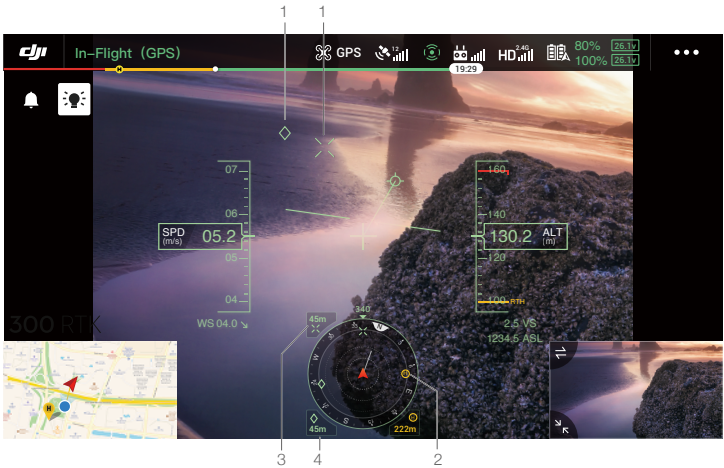 1 1
dji In-Flight (GPS) GPS 12 HD 2.4G 80% 26.1v
100% 26.1v
19:29
H
07 160
06 140
SPD (m/s) 05.2 130.2 ALT (m)
05 120
04 100 RTH
300 RTK
WS 04.0 ↘ 45m 340 2.5 VS
1234.5 ASL
N
W
E
S
H
H
45m 222m
3 4 2